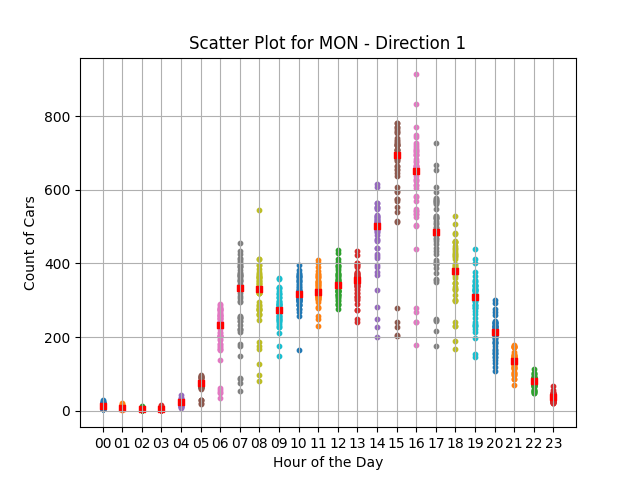 Scatter Plot for MON - Direction 1
Count of Cars
800
600
400
200
0
00 01 02 03 04 05 06 07 08 09 10 11 12 13 14 15 16 17 18 19 20 21 22 23
Hour of the Day